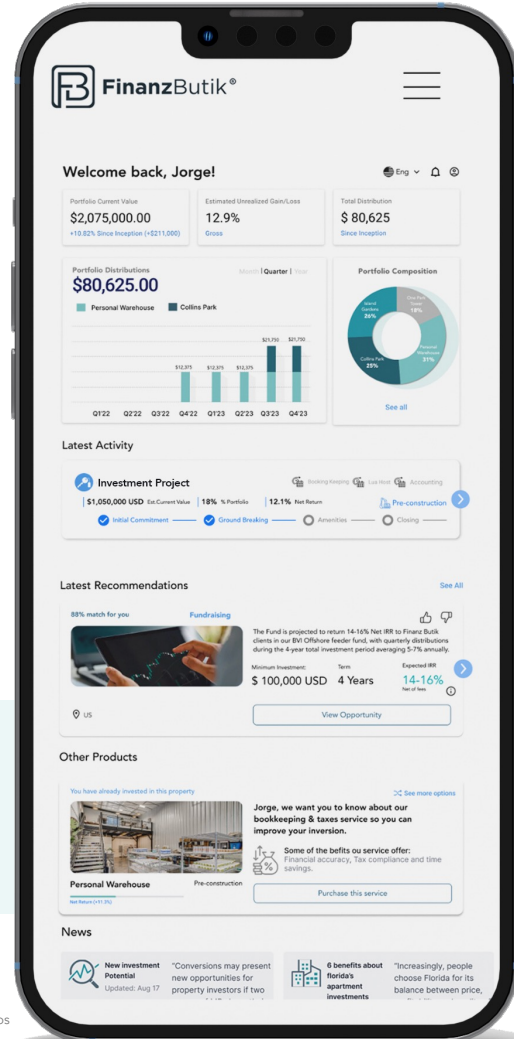 FinanzButik®
Welcome back, Jorge!
Eng
Portfolio Current Value
$2,075,000.00
+10.82% Since Inception (+$211,000)
Estimated Unrealized Gain/Loss
12.9%
Gross
Total Distribution
$ 80,625
Since Inception
Portfolio Distributions
$80,625.00
Month | Quarter | Year
Personal Warehouse
Collins Park
$12,375
$12,375
$12,375
$21,750
$21,750
Q1'22 Q2'22 Q3'22 Q4'22 Q1'23 Q2'23 Q3'23 Q4'23
Portfolio Composition
Island
Gardens
26%
Park
Tower
18%
Personal
Warehouse
31%
Collins Park
25%
See all
Latest Activity
Investment Project
Booking Keeping
Lux Host
Accounting
$1,050,000 USD Est.Current Value
18% % Portfolio
12.1% Net Return
Pre-construction
Initial Commitment
Ground Breaking
Amenities
Closing
Latest Recommendations
See All
88% match for you
Fundraising
The Fund is projected to return 14-16% Net IRR to Finanz Butik
clients in our BVI Offshore feeder fund, with quarterly distributions
during the 4-year total investment period averaging 5-7% annually.
Minimum Investment:
$ 100,000 USD
Term
4 Years
Expected IRR
14-16%
Net of fees
US
View Opportunity
Other Products
You have already invested in this property
See more options
Personal Warehouse
Pre-construction
Net Return (+11.3%)
Jorge, we want you to know about our
bookkeeping & taxes service so you can
improve your inversion.
Some of the befits ou service offer:
Financial accuracy, Tax compliance and time
savings.
Purchase this service
News
New investment
Potential
Updated: Aug 17
"Conversions may present
new opportunities for
property investors if two
6 benefits about
florida's
apartment
investments
"Increasingly, people
choose Florida for its
balance between price,
os